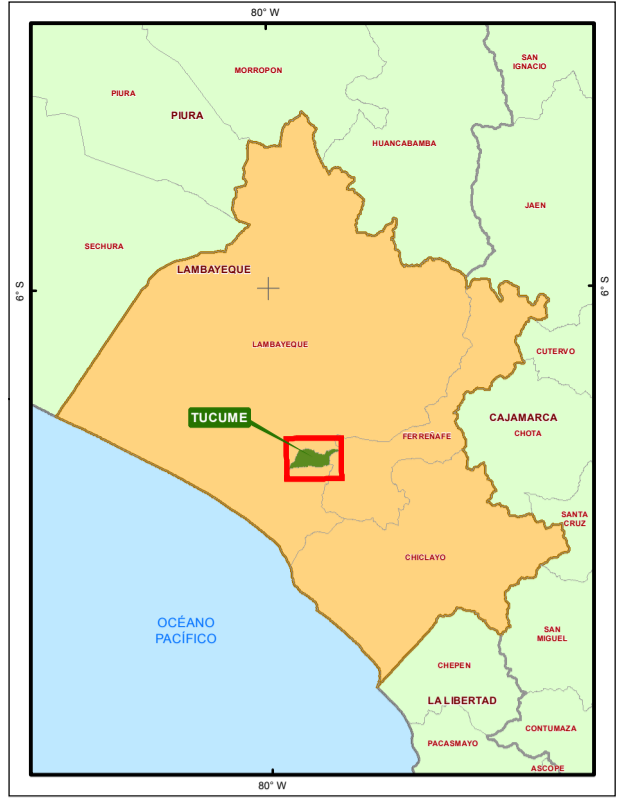 80° W
SAN
IGNACIO
MORROPON
PIURA
PIURA
HUANCABAMBA
JAEN
SECHURA
LAMBAYEQUE
6° S
6° S
LAMBAYEQUE
CUTERVO
TUCUME
CAJAMARCA
CHOTA
FERREÑAFE
SANTA
CRUZ
CHICLAYO
OCÉANO
PACÍFICO
SAN
MIGUEL
CHEPEN
LA LIBERTAD
CONTUMAZA
PACASMAYO
ASCOPE
80° W